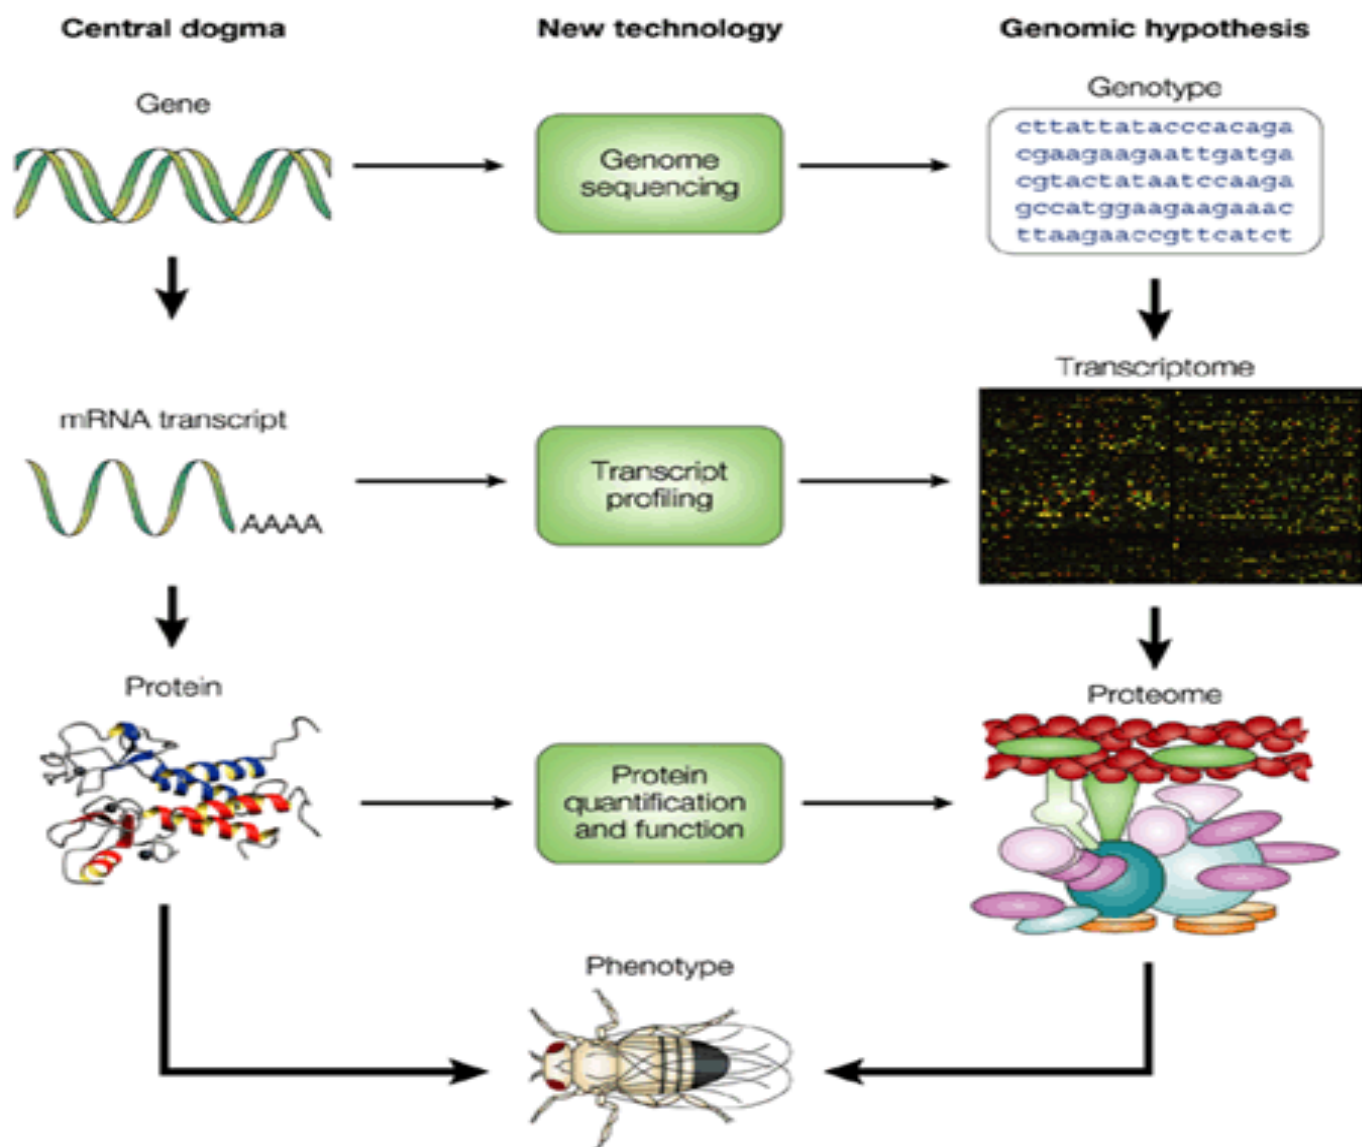 Central dogma
New technology
Genomic hypothesis
Gene
Genome
sequencing
Genotype
cttattatacccacaga
cgaagaagaattgatga
cgtactataatccaaga
gccatggaagaagaaac
ttaagaaccgttcatct
mRNA transcript
AAAA
Transcript
profiling
Transcriptome
Protein
Protein
quantification
and function
Proteome
Phenotype